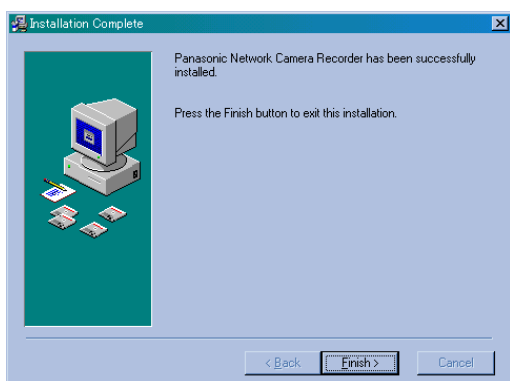 Installation Complete
Panasonic Network Camera Recorder has been successfully
installed.
Press the Finish button to exit this installation.
< Back
Finish >
Cancel